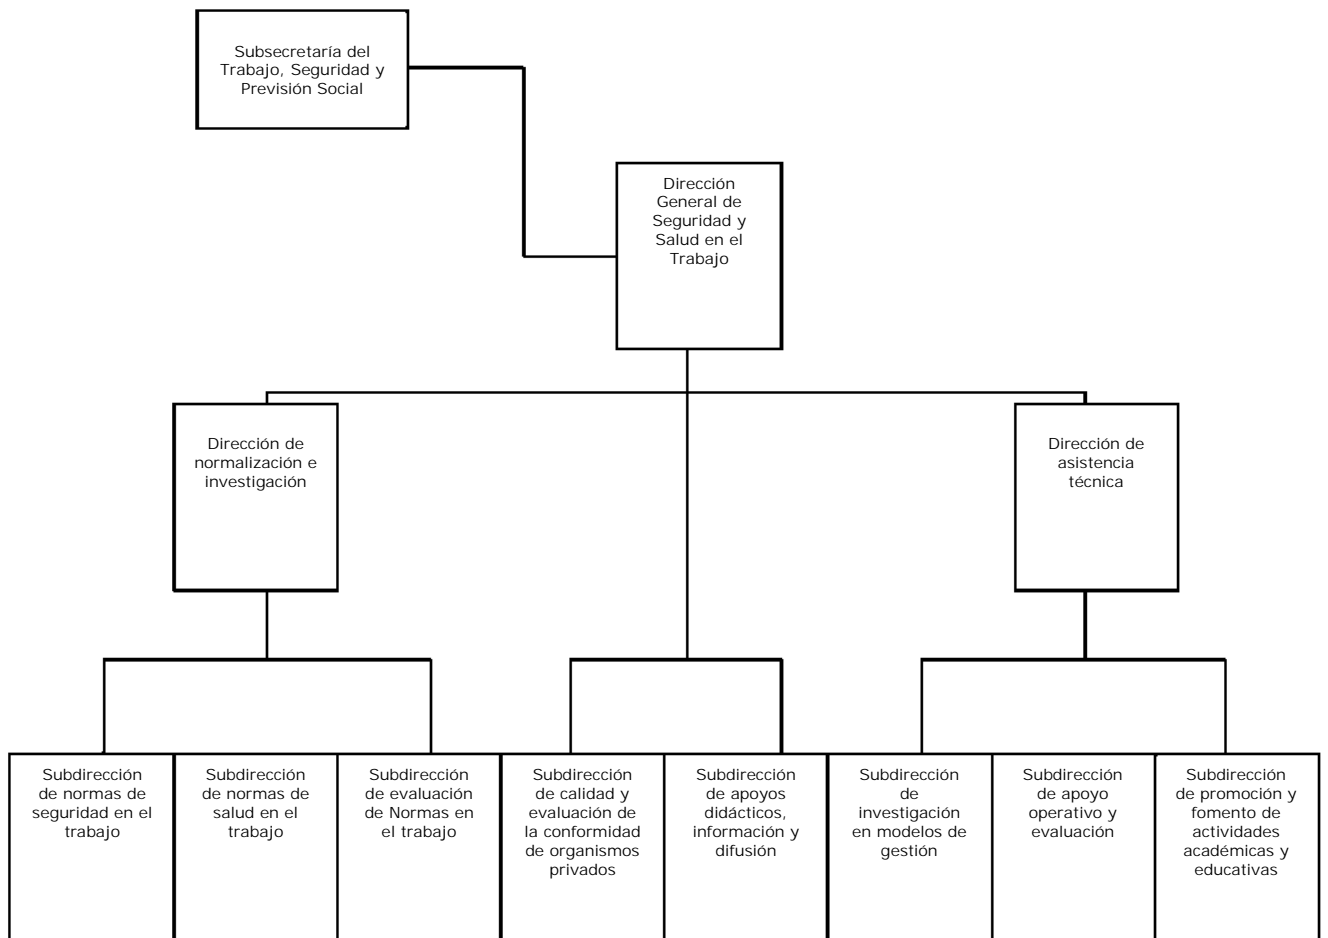 Subsecretaría del
Trabajo, Seguridad y
Previsión Social
Dirección
General de
Seguridad y
Salud en el
Trabajo
Dirección de
normalización e
investigación
Dirección de
asistencia
técnica
Subdirección
de normas de
seguridad en el
trabajo
Subdirección
de normas de
salud en el
trabajo
Subdirección
de evaluación
de Normas en
el trabajo
Subdirección
de calidad y
evaluación de
la conformidad
de organismos
privados
Subdirección
de apoyos
didácticos,
información y
difusión
Subdirección
de
investigación
en modelos de
gestión
Subdirección
de apoyo
operativo y
evaluación
Subdirección
de promoción y
fomento de
actividades
académicas y
educativas